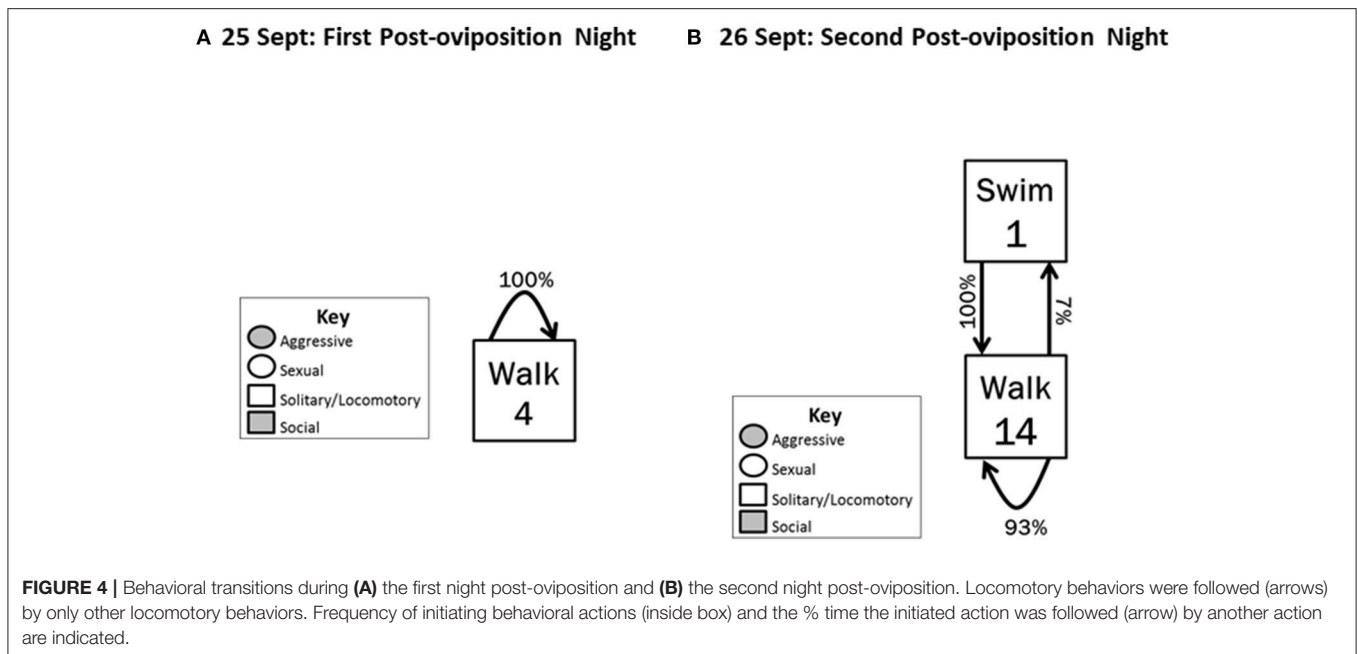 A 25 Sept: First Post-oviposition Night
B 26 Sept: Second Post-oviposition Night
100%
Key
Aggressive
Sexual
Solitary/Locomotory
Social
Walk
4
Swim
1
100%
7%
Walk
14
93%
Key
Aggressive
Sexual
Solitary/Locomotory
Social
FIGURE 4 | Behavioral transitions during (A) the first night post-oviposition and (B) the second night post-oviposition. Locomotory behaviors were followed (arrows)
by only other locomotory behaviors. Frequency of initiating behavioral actions (inside box) and the % time the initiated action was followed (arrow) by another action
are indicated.